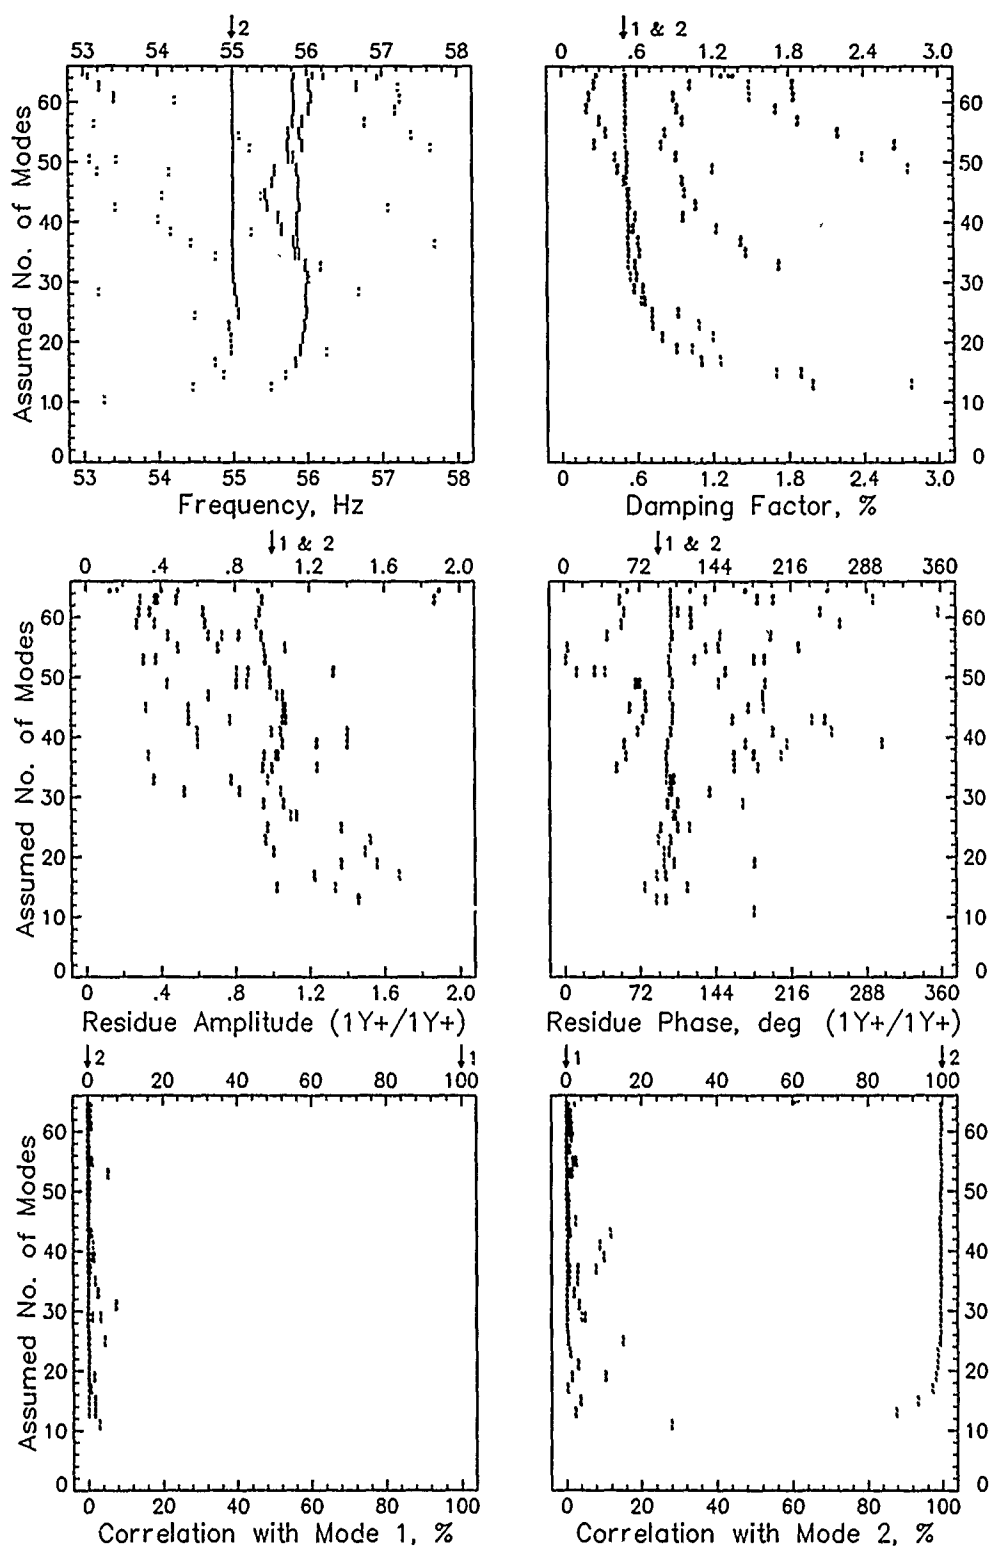 ↓2
53 54 55 56 57 58
60
50
40
30
20
1.0
0
Assumed No. of Modes
53 54 55 56 57 58
Frequency, Hz
↓1 & 2
0 .6 1.2 1.8 2.4 3.0
60
50
40
30
20
10
0
0 .6 1.2 1.8 2.4 3.0
Damping Factor, %
↓1 & 2
0 .4 .8 1.2 1.6 2.0
60
50
40
30
20
10
0
Assumed No. of Modes
0 .4 .8 1.2 1.6 2.0
Residue Amplitude (1Y+/1Y+)
↓1 & 2
0 72 144 216 288 360
60
50
40
30
20
10
0
0 72 144 216 288 360
Residue Phase, deg (1Y+/1Y+)
↓2 ↓1
0 20 40 60 80 100
60
50
40
30
20
10
0
Assumed No. of Modes
0 20 40 60 80 100
Correlation with Mode 1, %
↓1 ↓2
0 20 40 60 80 100
60
50
40
30
20
10
0
0 20 40 60 80 100
Correlation with Mode 2, %